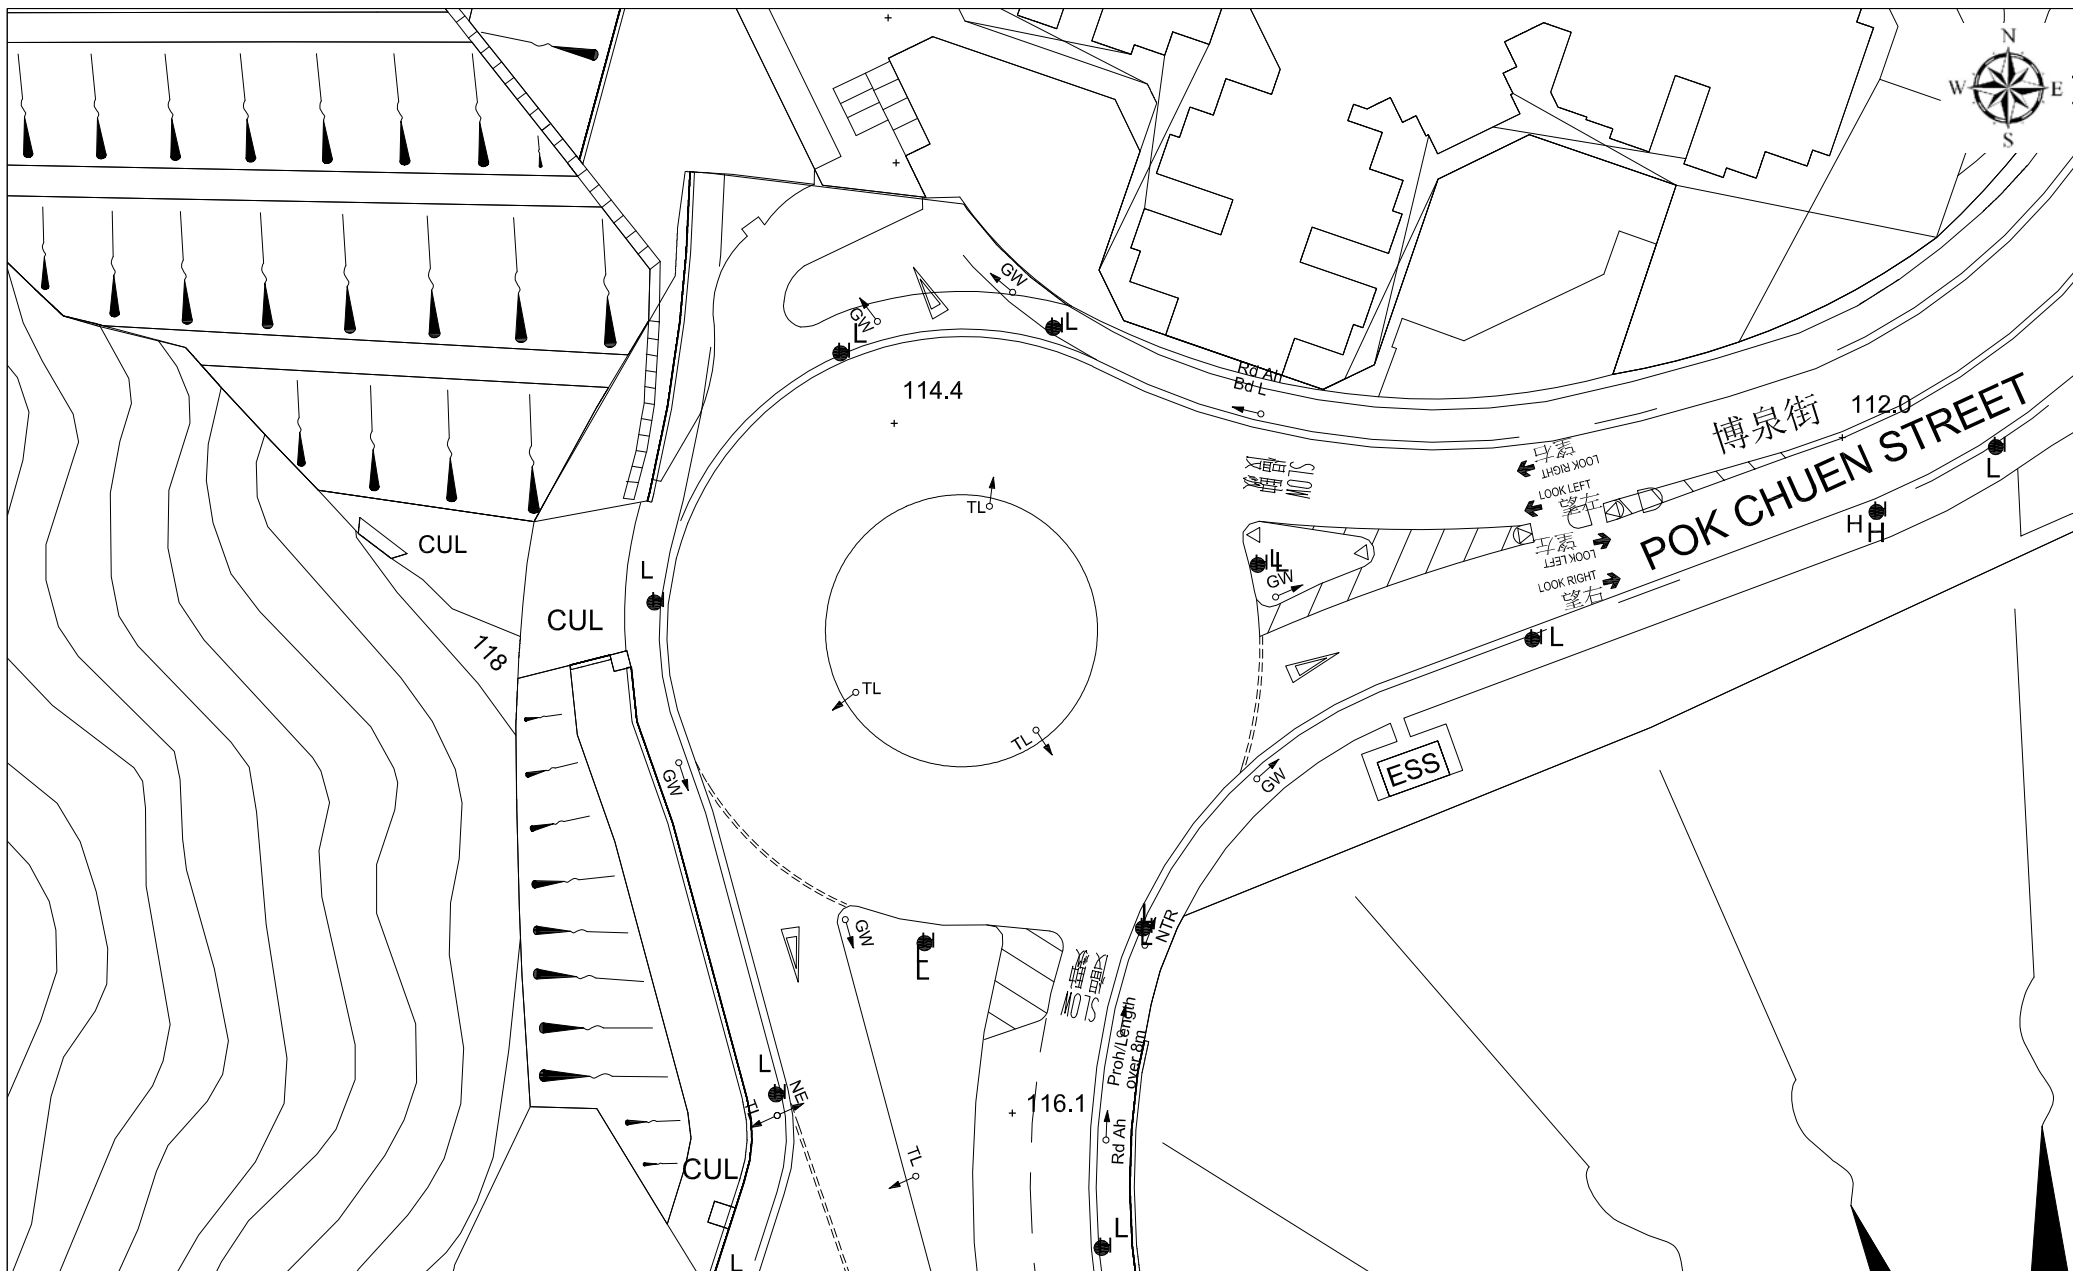 N
W
E
S
GW
GW
L
L
114.4
Rd Ah
Bd L
博泉街
112.0
POK CHUEN STREET
SLOW
慢駛
望右
LOOK RIGHT
LOOK LEFT
望左
望左
LOOK LEFT
LOOK RIGHT
望右
L
H
H
TL
CUL
L
CUL
L
GW
L
118
TL
TL
GW
GW
ESS
GW
NTR
慢駛
SLOW
Proh/Length
over 8m
L
NE
TL
116.1
Rd Ah
TL
CUL
L
L